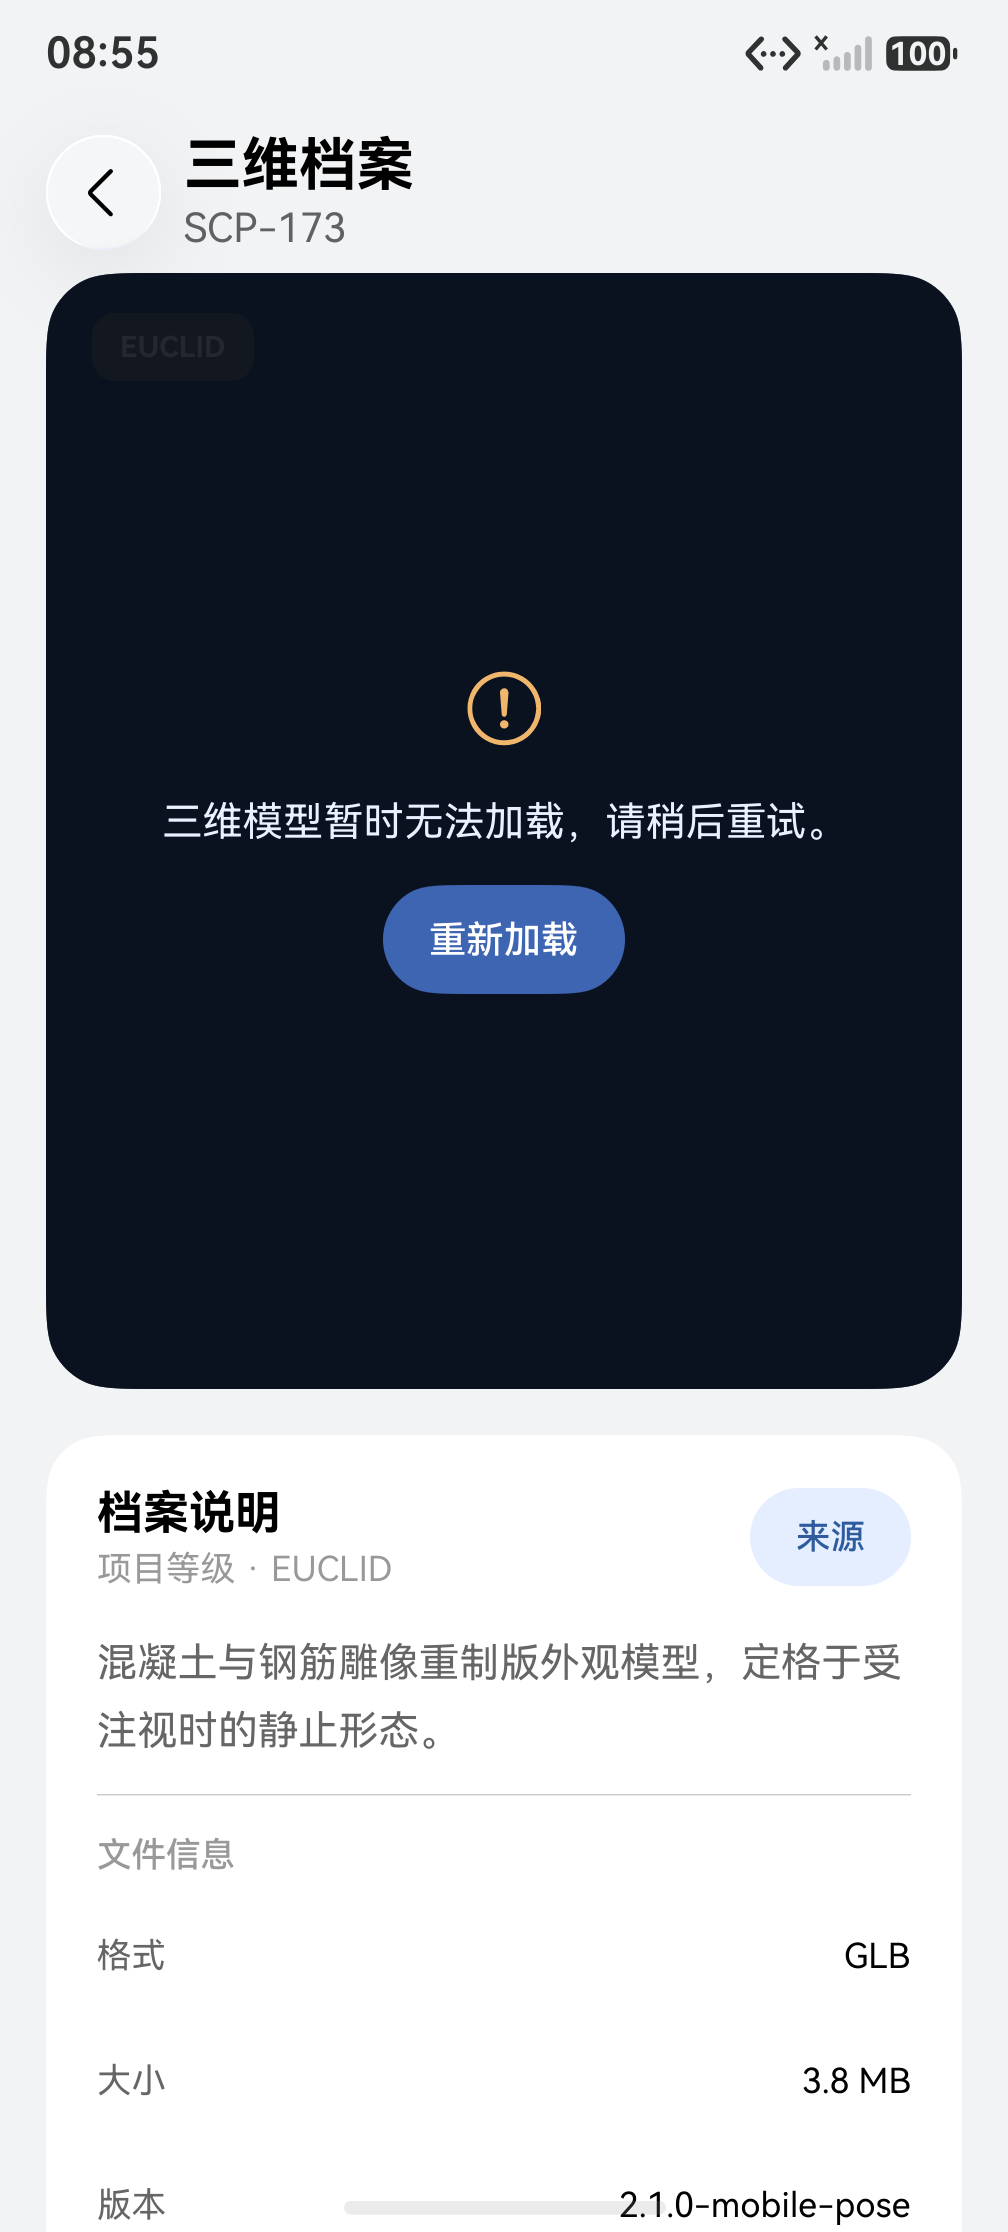 08:55
100
三维档案
SCP-173
EUCLID
三维模型暂时无法加载，请稍后重试。
重新加载
档案说明
来源
项目等级 · EUCLID
混凝土与钢筋雕像重制版外观模型，定格于受
注视时的静止形态。
文件信息
格式 GLB
大小 3.8 MB
版本 2.1.0-mobile-pose